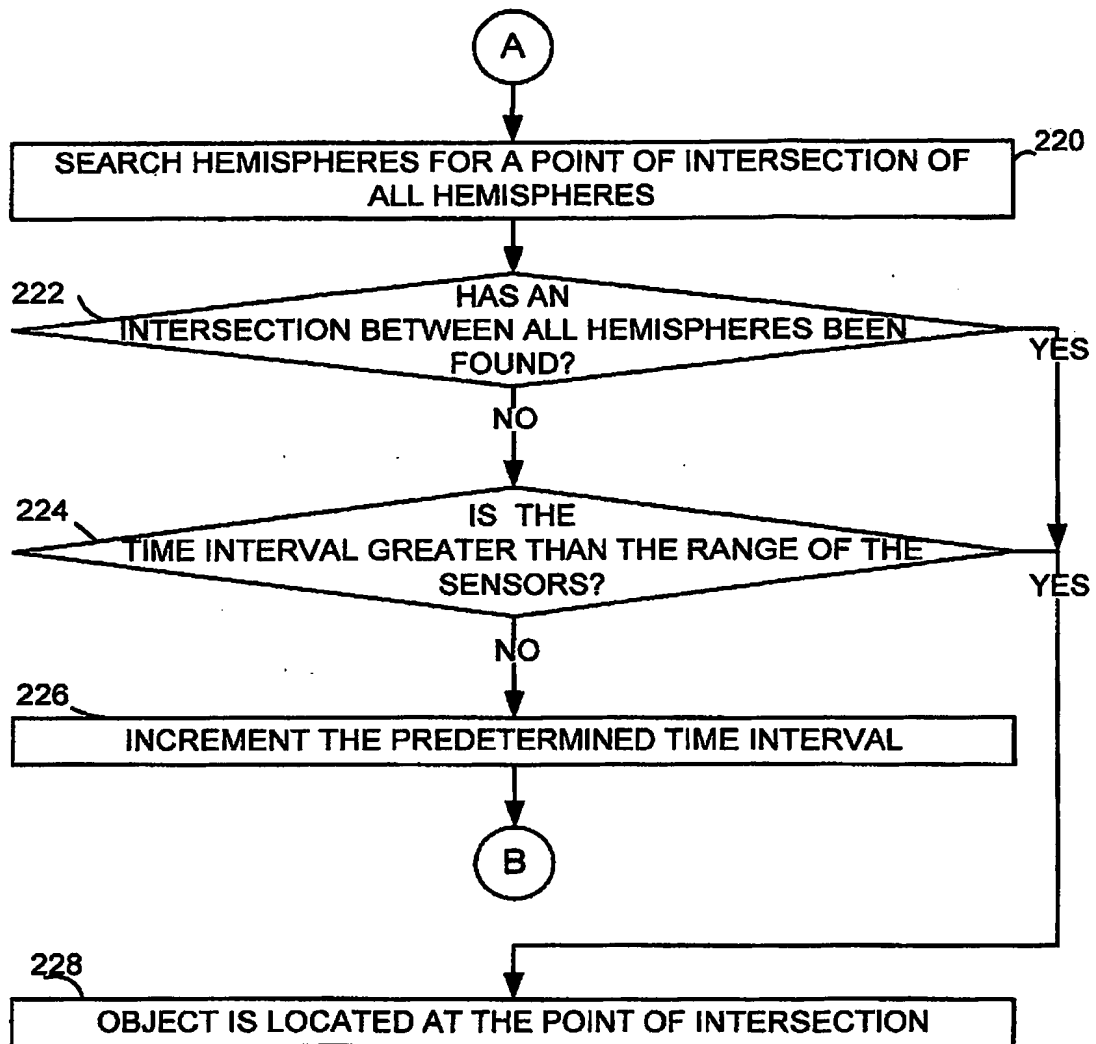 A
SEARCH HEMISPHERES FOR A POINT OF INTERSECTION OF
ALL HEMISPHERES
220
222
HAS AN
INTERSECTION BETWEEN ALL HEMISPHERES BEEN
FOUND?
YES
NO
224
IS THE
TIME INTERVAL GREATER THAN THE RANGE OF THE
SENSORS?
YES
NO
226
INCREMENT THE PREDETERMINED TIME INTERVAL
B
228
OBJECT IS LOCATED AT THE POINT OF INTERSECTION